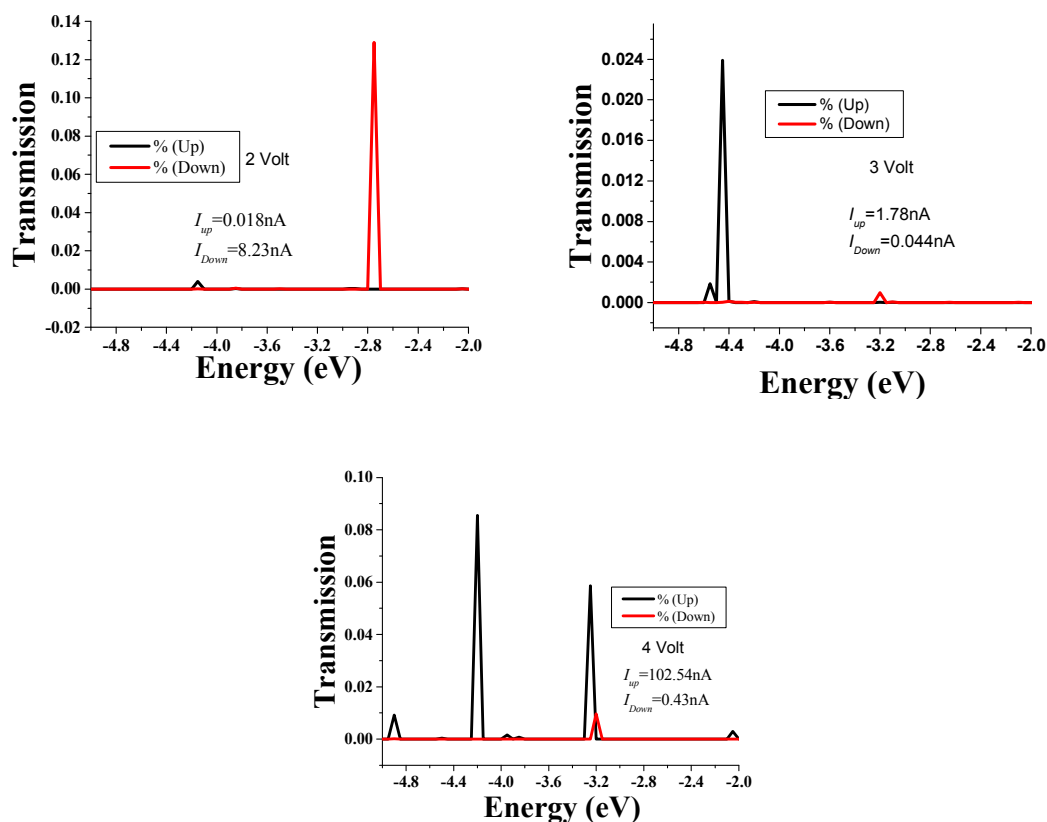 0.14
0.12
0.10
0.08
0.06
0.04
0.02
0.00
-0.02
Transmission
% (Up)
% (Down)
2 Volt
Iup=0.018nA
IDown=8.23nA
-4.8 -4.4 -4.0 -3.6 -3.2 -2.8 -2.4 -2.0
Energy (eV)
0.024
0.020
0.016
0.012
0.008
0.004
0.000
Transmission
% (Up)
% (Down)
3 Volt
Iup=1.78nA
IDown=0.044nA
-4.8 -4.4 -4.0 -3.6 -3.2 -2.8 -2.4 -2.0
Energy (eV)
0.10
0.08
0.06
0.04
0.02
0.00
Transmission
% (Up)
% (Down)
4 Volt
Iup=102.54nA
IDown=0.43nA
-4.8 -4.4 -4.0 -3.6 -3.2 -2.8 -2.4 -2.0
Energy (eV)